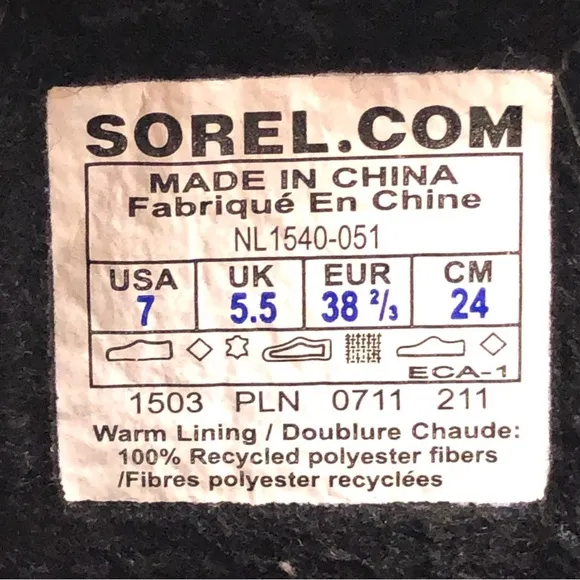 SOREL.COM
MADE IN CHINA
Fabriqué En Chine
NL1540-051
USA UK EUR CM
7 5.5 38 2/3 24
ECA-1
1503 PLN 0711 211
Warm Lining / Doublure Chaude:
100% Recycled polyester fibers
/Fibres polyester recyclées